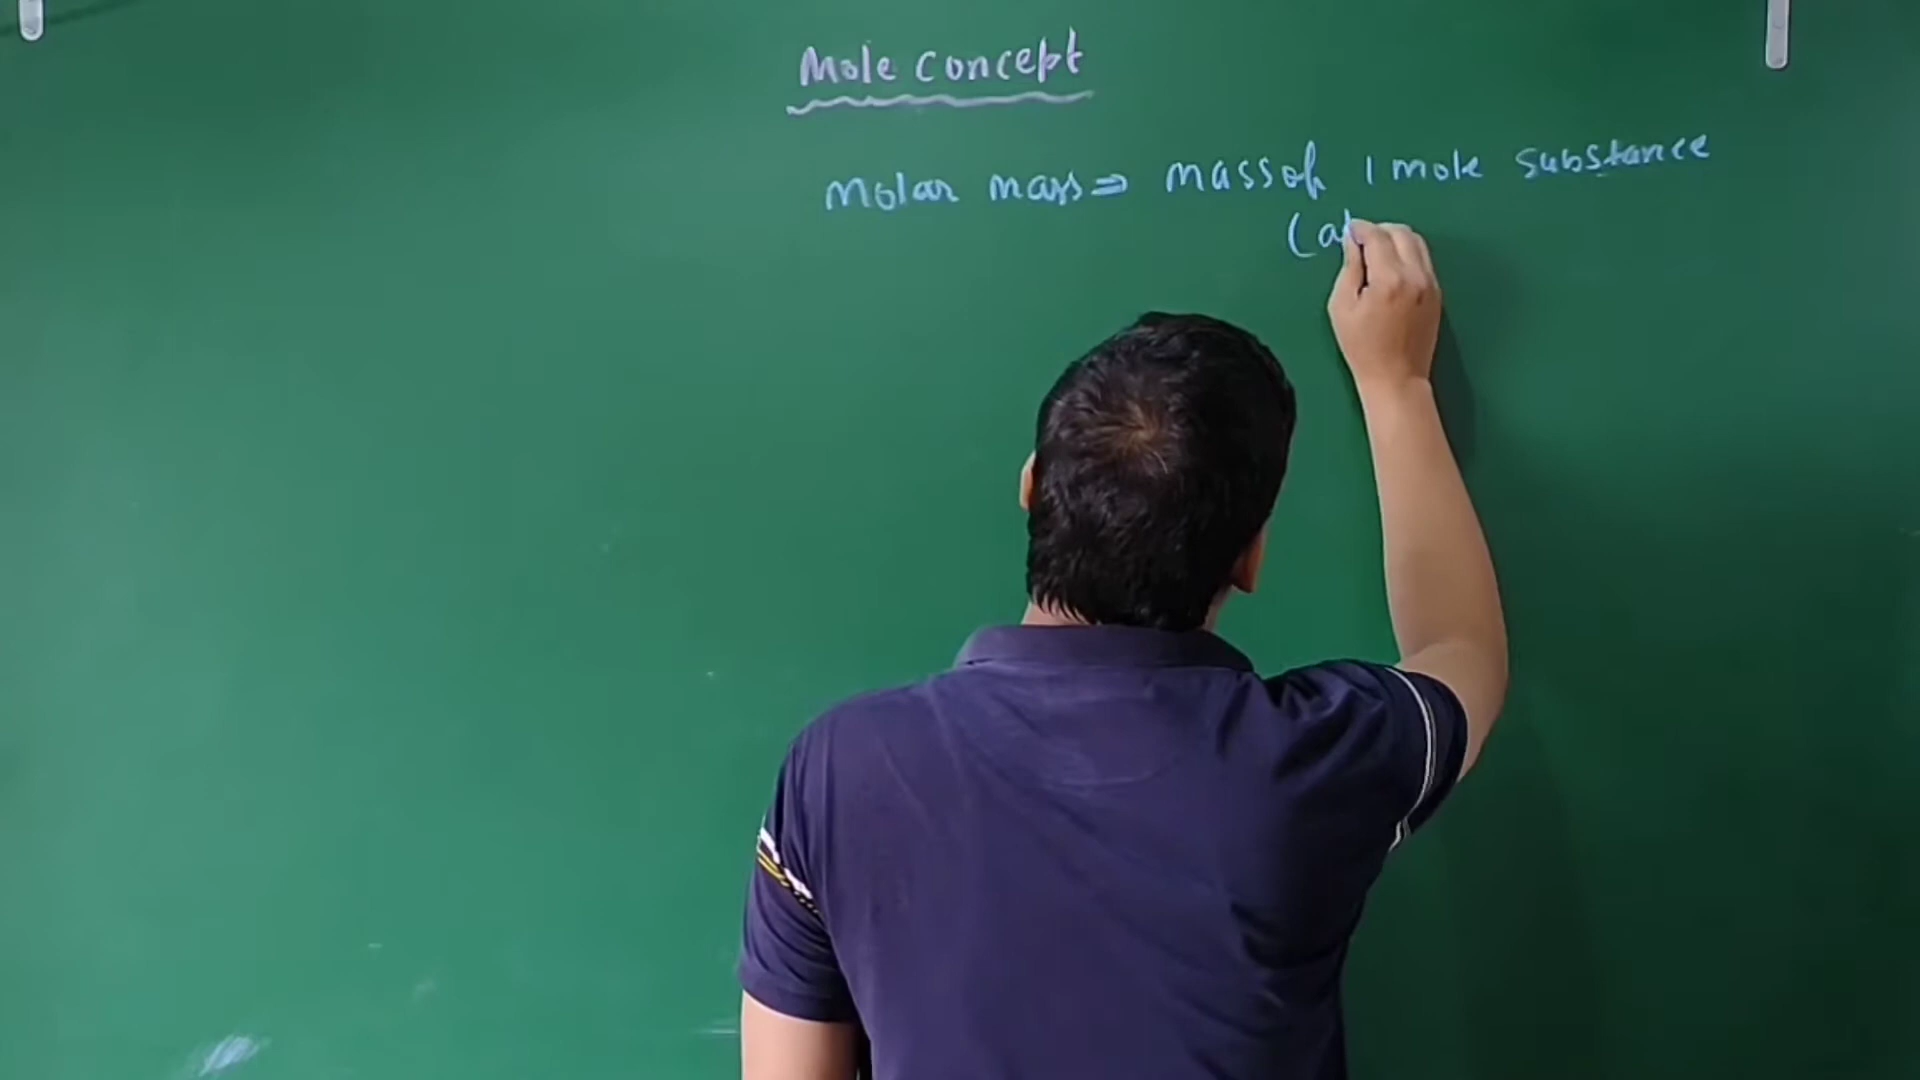 Mole concept
Molar mass ⇒ mass of 1 mole substance
(a